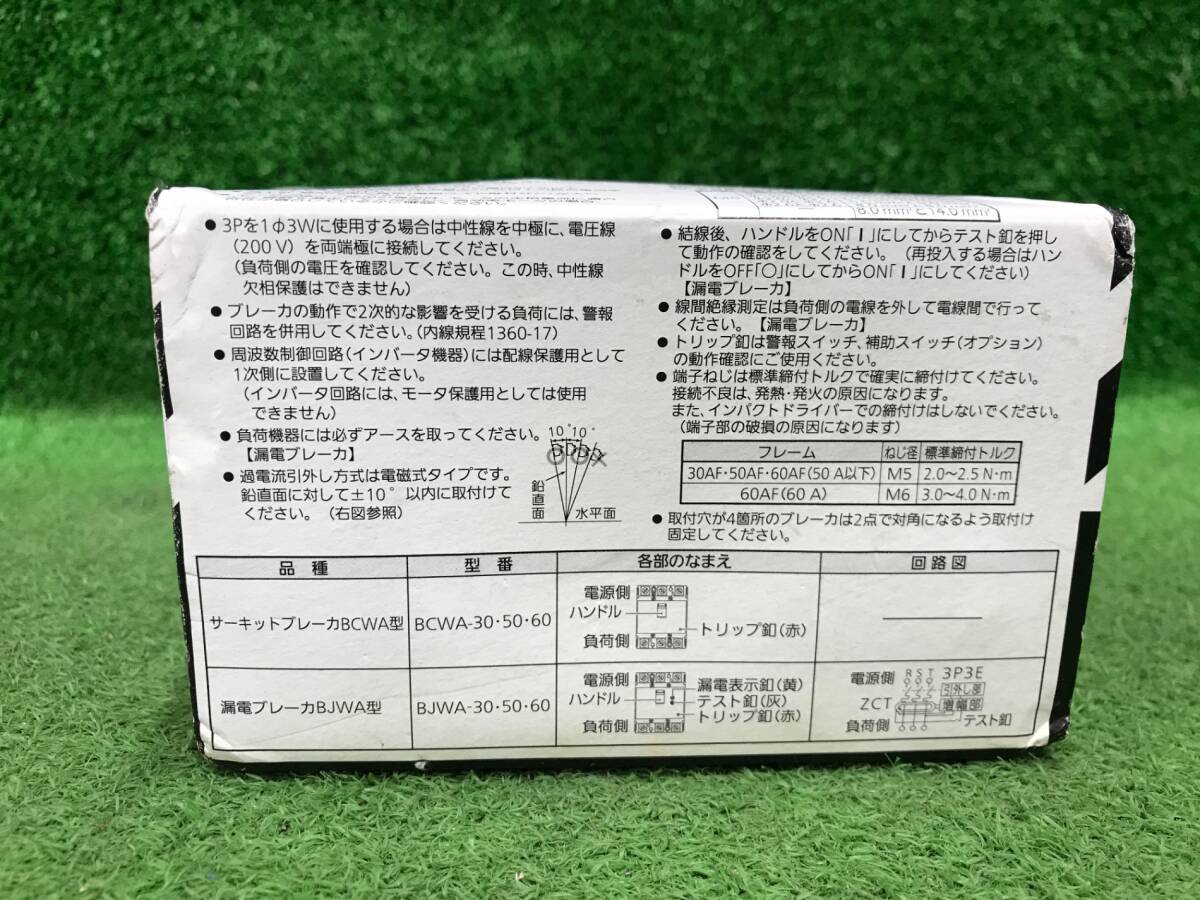 8.0mm²と14.0mm²
● 3Pを1φ3Wに使用する場合は中性線を中極に、電圧線
（200V）を両端極に接続してください。
（負荷側の電圧を確認してください。この時、中性線
欠相保護はできません）
● ブレーカの動作で2次的な影響を受ける負荷には、警報
回路を併用してください。（内線規程1360-17）
● 周波数制御回路（インバータ機器）には配線保護用として
1次側に設置してください。
（インバータ回路には、モータ保護用としては使用
できません）
● 負荷機器には必ずアースを取ってください。
【漏電ブレーカ】
● 過電流引外し方式は電磁式タイプです。
鉛直面に対して±10°以内に取付けて
ください。（右図参照）
10°10°
鉛直面
水平面
● 結線後、ハンドルをON「I」にしてからテスト釦を押し
て動作の確認をしてください。（再投入する場合はハン
ドルをOFF「○」にしてからON「I」にしてください）
【漏電ブレーカ】
● 線間絶縁測定は負荷側の電線を外して電線間で行って
ください。【漏電ブレーカ】
● トリップ釦は警報スイッチ、補助スイッチ（オプション）
の動作確認にご使用ください。
● 端子ねじは標準締付トルクで確実に締付けてください。
接続不良は、発熱・発火の原因になります。
また、インパクトドライバーでの締付けはしないでください。
（端子部の破損の原因になります）
フレーム ねじ径 標準締付トルク
30AF・50AF・60AF(50A以下) M5 2.0〜2.5N・m
60AF(60A) M6 3.0〜4.0N・m
● 取付穴が4箇所のブレーカは2点で対角になるよう取付け
固定してください。
品種 型番 各部のなまえ 回路図
サーキットブレーカBCWA型 BCWA-30・50・60
電源側
ハンドル
負荷側
トリップ釦(赤)
漏電ブレーカBJWA型 BJWA-30・50・60
電源側
ハンドル
負荷側
漏電表示釦(黄)
テスト釦(灰)
トリップ釦(赤)
電源側 R S T 3P3E
引外し部
ZCT 増幅部
負荷側 テスト釦